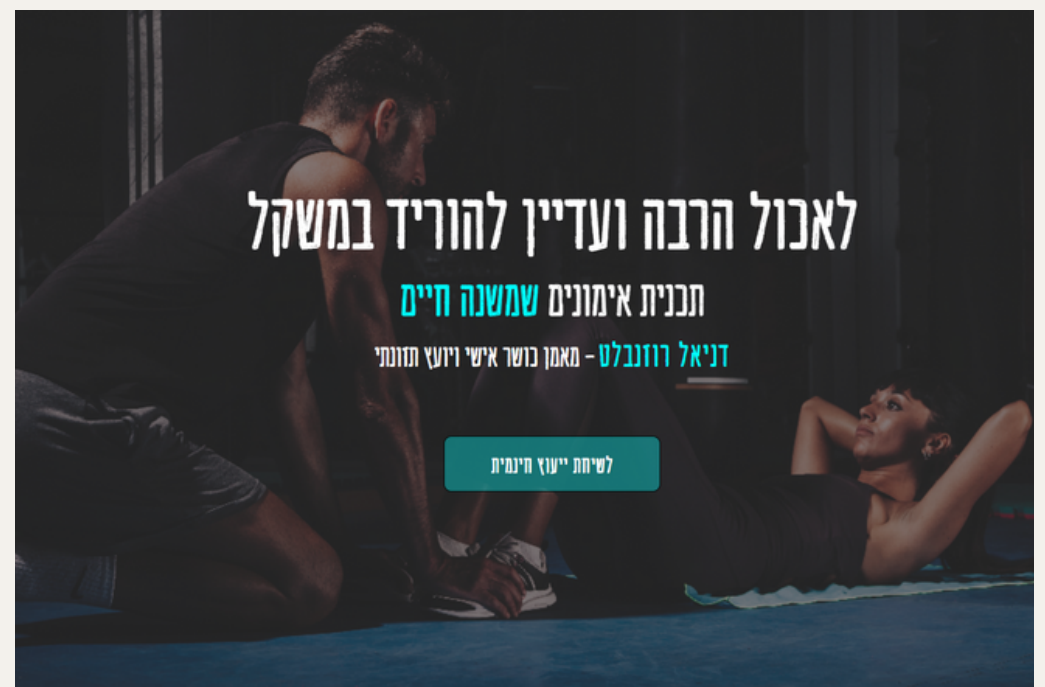 לאכול הרבה ועדיין להוריד במשקל
תכנית אימונים שמשנה חיים
דניאל רוזנבלט – מאמן כושר אישי ויועץ תזונתי
לשיחת ייעוץ חינמית